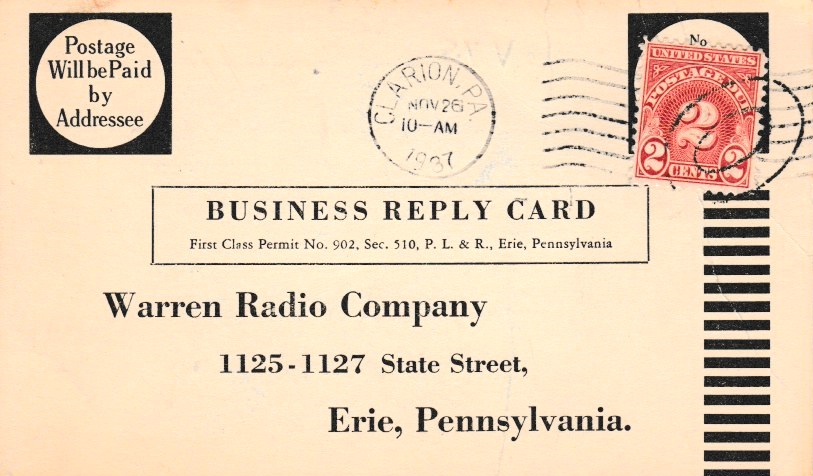 Postage
Will be Paid
by
Addressee
CLARION, PA.
NOV 26
10-AM
1937
No
UNITED STATES
POSTAGE DUE
2
2 CENTS 2
BUSINESS REPLY CARD
First Class Permit No. 902, Sec. 510, P. L. & R., Erie, Pennsylvania
Warren Radio Company
1125-1127 State Street,
Erie, Pennsylvania.